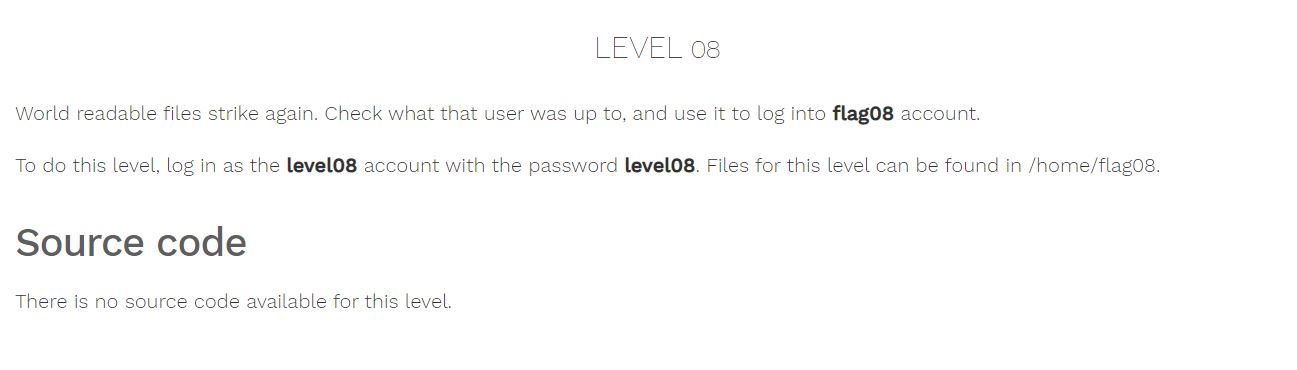 LEVEL 08
World readable files strike again. Check what that user was up to, and use it to log into flag08 account.
To do this level, log in as the level08 account with the password level08. Files for this level can be found in /home/flag08.
Source code
There is no source code available for this level.